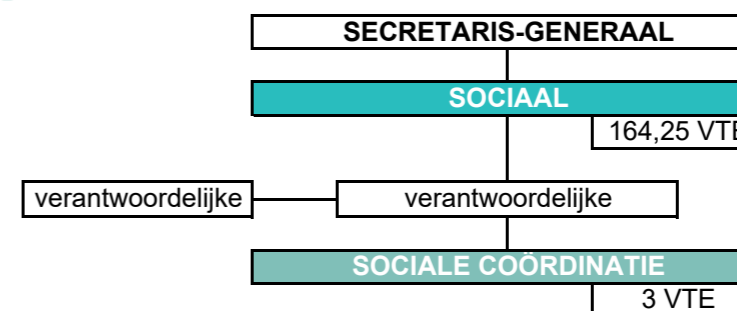 SECRETARIS-GENERAAL
SOCIAAL
164,25 VTE
verantwoordelijke verantwoordelijke
SOCIALE COÖRDINATIE
3 VTE